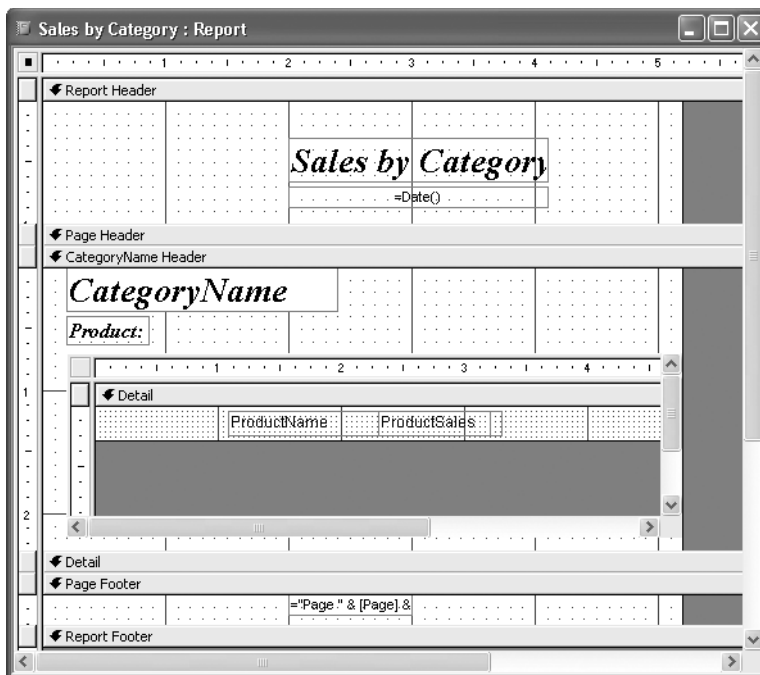 Sales by Category : Report
1 2 3 4 5
Report Header
Sales by Category
=Date()
Page Header
CategoryName Header
CategoryName
Product:
1 2 3 4
Detail
1
ProductName ProductSales
2
Detail
Page Footer
="Page " & [Page] &
Report Footer